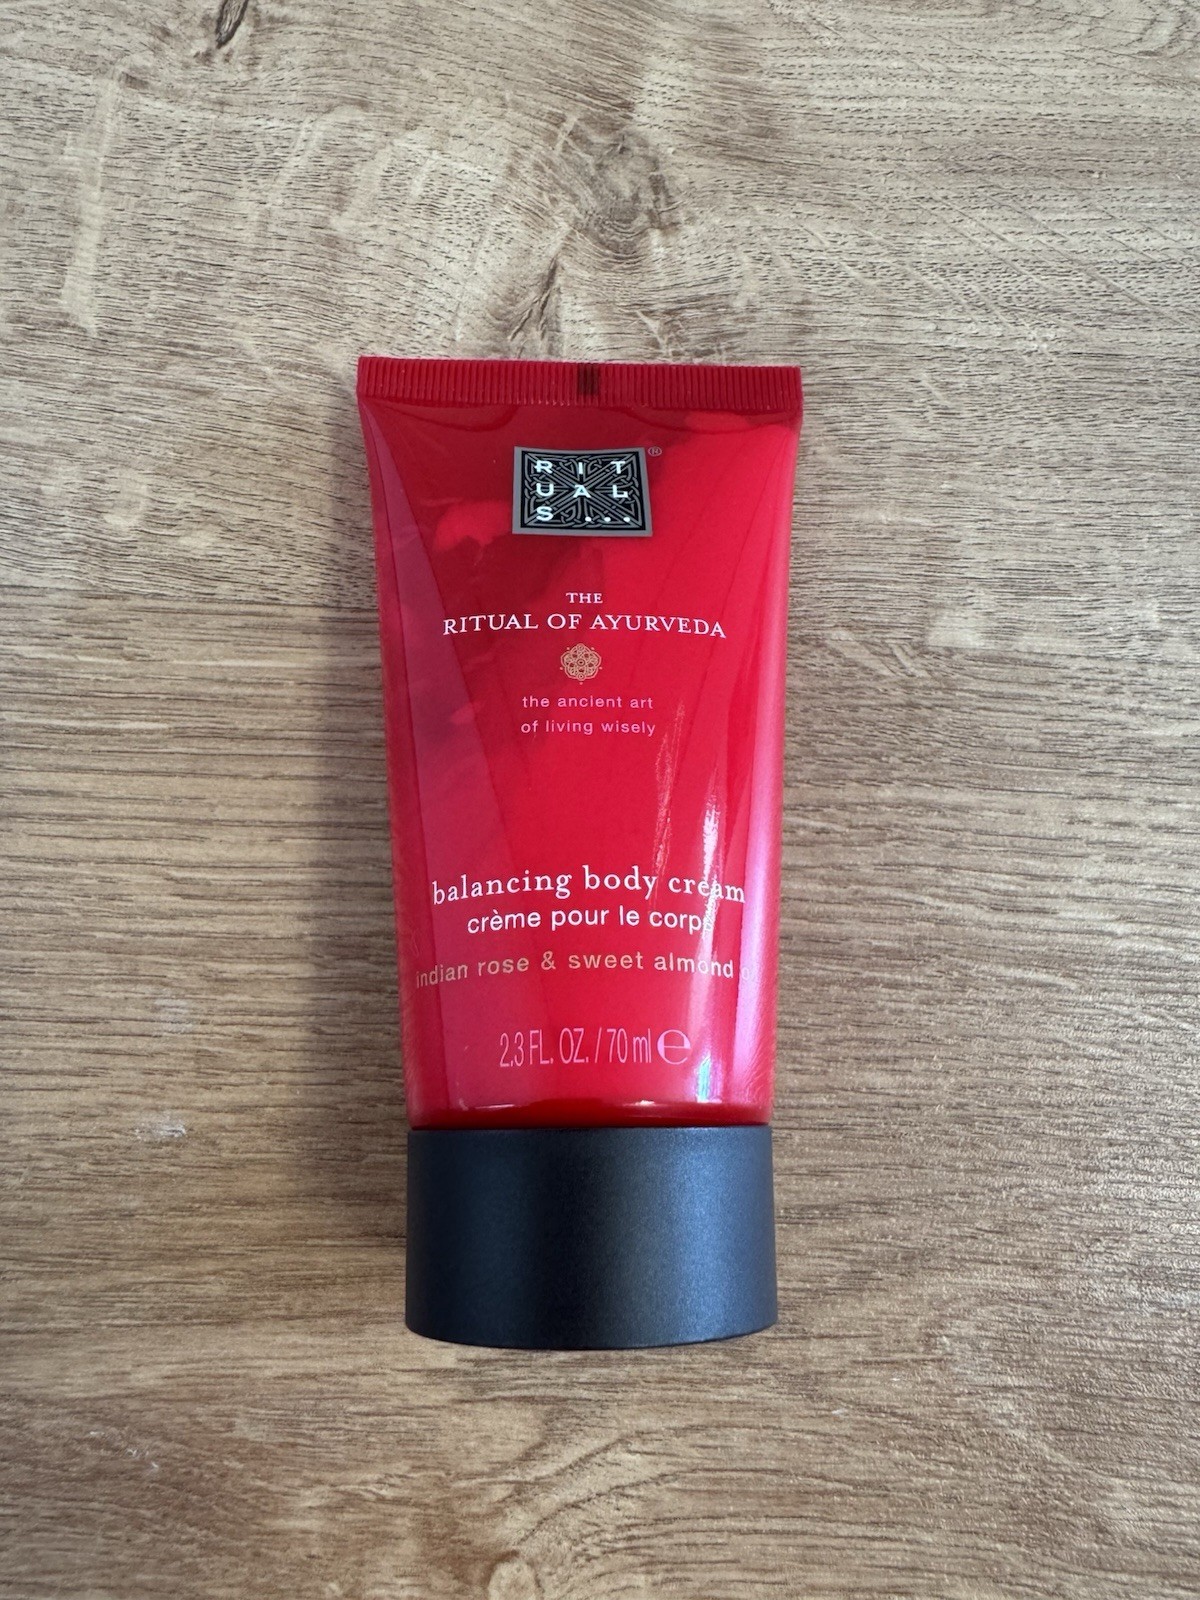 RIT
UAL
S...
®
THE
RITUAL OF AYURVEDA
the ancient art
of living wisely
balancing body cream
crème pour le corps
indian rose & sweet almond
2.3 FL. OZ. / 70 ml ℮